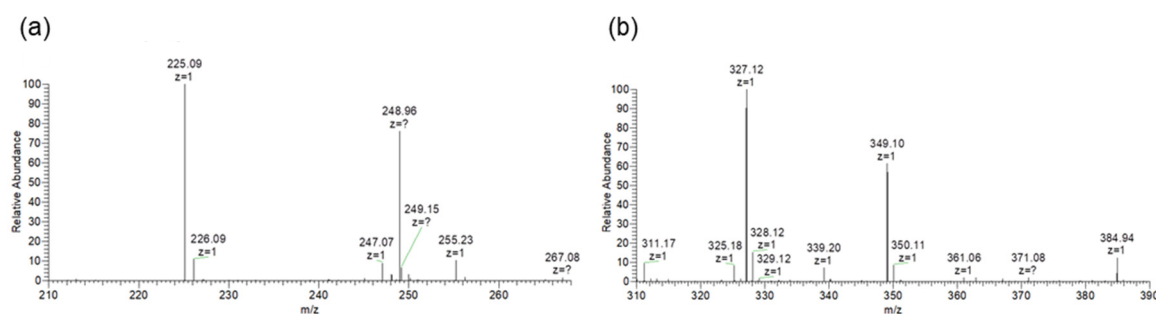 (a)
225.09
z=1
248.96
z=?
249.15
z=?
226.09
z=1
247.07
z=1
255.23
z=1
267.08
z=?
100
90
80
70
60
50
40
30
20
10
0
Relative Abundance
210 220 230 240 250 260
m/z
(b)
327.12
z=1
349.10
z=1
311.17
z=1
325.18
328.12
z=1
329.12
z=1
339.20
z=1
350.11
z=1
361.06
z=1
371.08
z=?
384.94
z=1
100
90
80
70
60
50
40
30
20
10
0
Relative Abundance
310 320 330 340 350 360 370 380 390
m/z